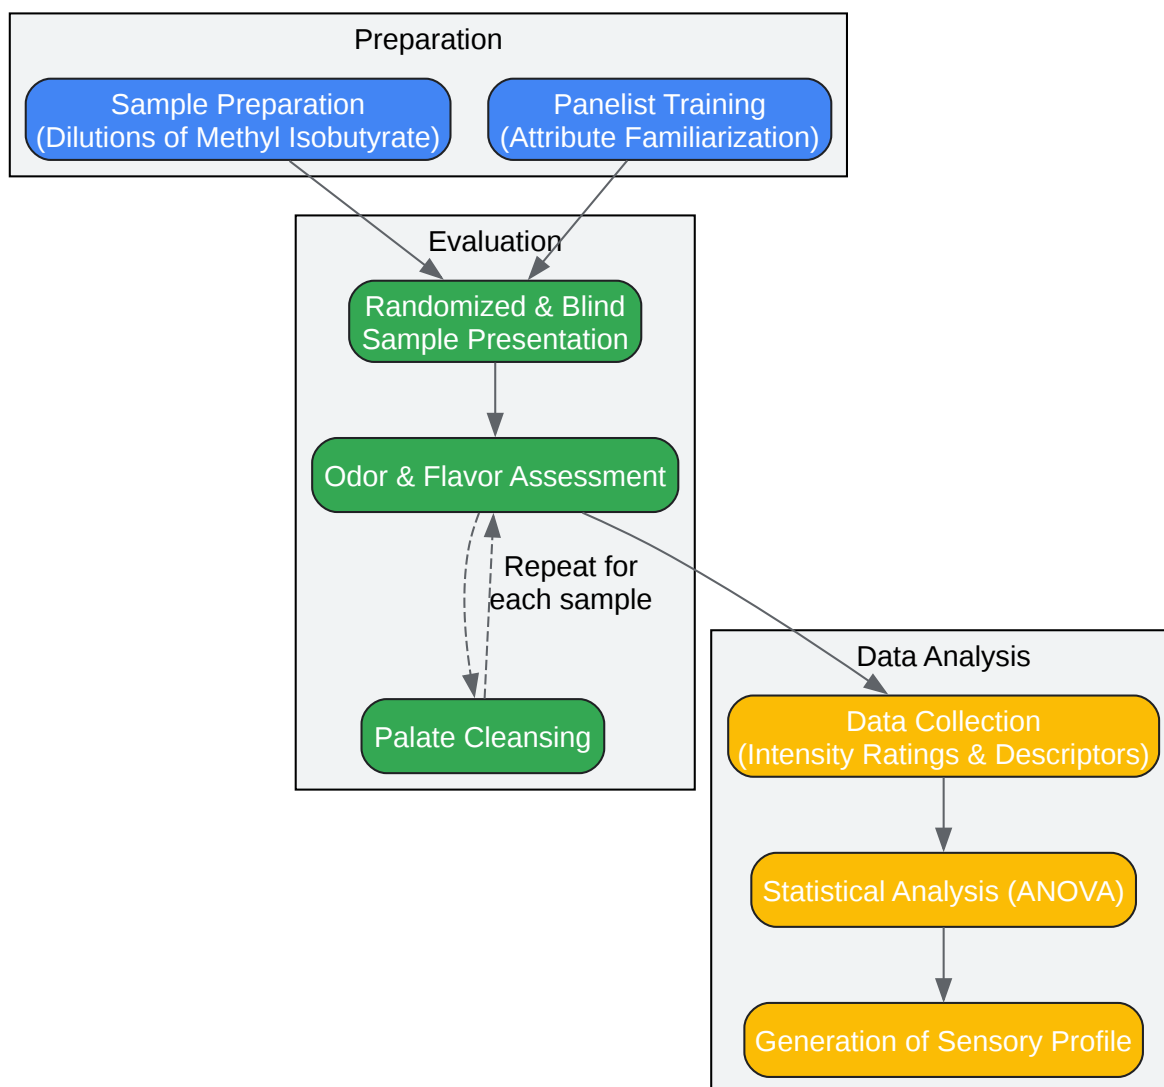 Preparation
Sample Preparation
(Dilutions of Methyl Isobutyrate)
Panelist Training
(Attribute Familiarization)
Evaluation
Randomized & Blind
Sample Presentation
Odor & Flavor Assessment
Repeat for
each sample
Palate Cleansing
Data Analysis
Data Collection
(Intensity Ratings & Descriptors)
Statistical Analysis (ANOVA)
Generation of Sensory Profile